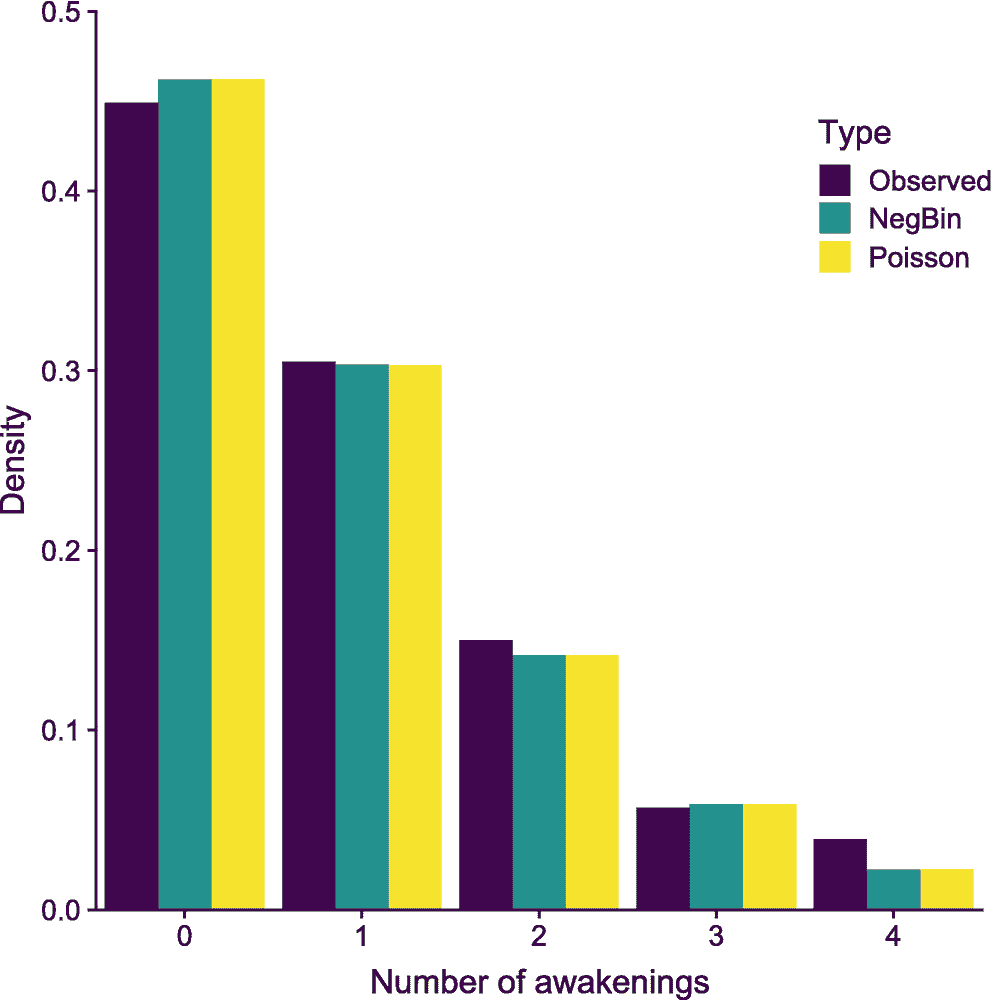 0.5
0.4
0.3
0.2
0.1
0.0
Density
0 1 2 3 4
Number of awakenings
Type
Observed
NegBin
Poisson